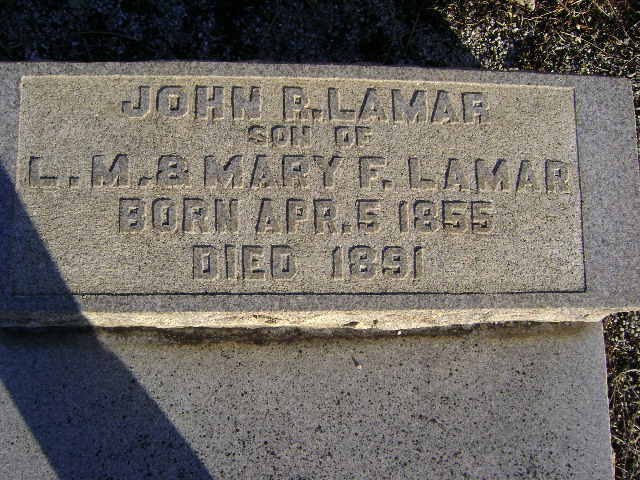 JOHN R. LAMAR
SON OF
L. M. & MARY F. LAMAR
BORN APR. 5 1855
DIED 1891